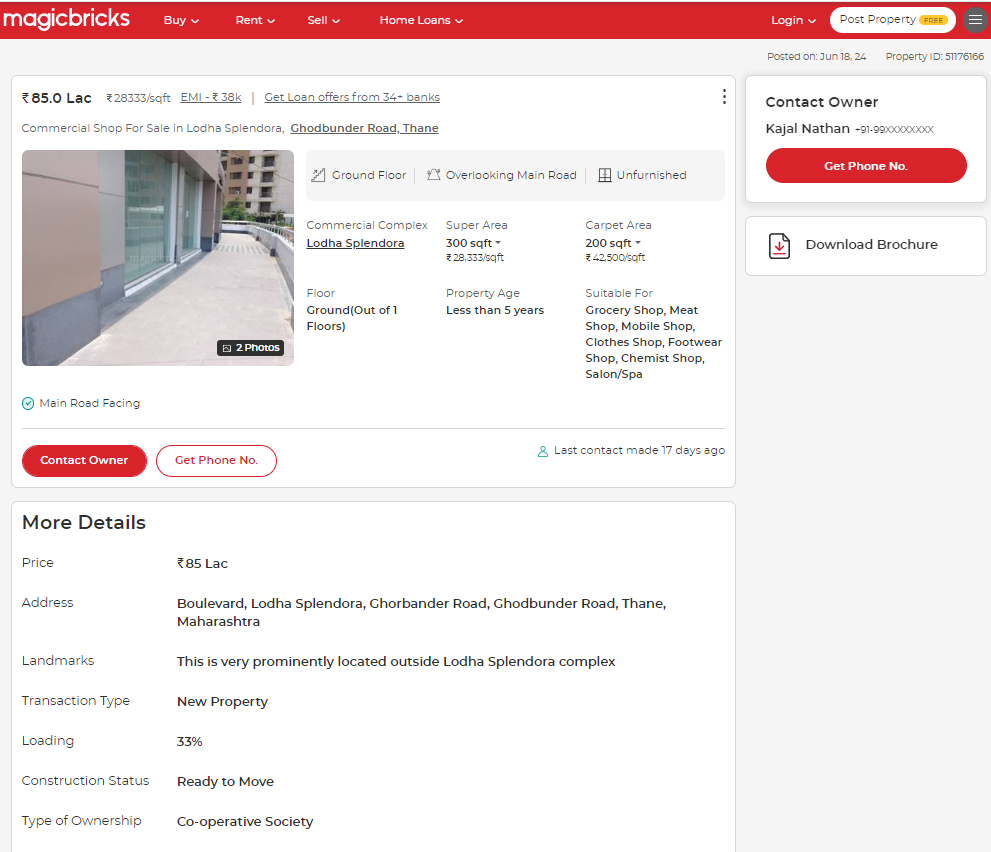 magicbricks
Buy
Rent
Sell
Home Loans
Login
Post Property FREE
Posted on: Jun 18, 24 Property ID: 51176166
₹85.0 Lac ₹28333/sqft EMI - ₹ 38k | Get Loan offers from 34+ banks
Commercial Shop For Sale in Lodha Splendora, Ghodbunder Road, Thane
Ground Floor
Overlooking Main Road
Unfurnished
Commercial Complex
Lodha Splendora
Super Area
300 sqft
₹28,333/sqft
Carpet Area
200 sqft
₹42,500/sqft
Floor
Ground(Out of 1
Floors)
Property Age
Less than 5 years
Suitable For
Grocery Shop, Meat
Shop, Mobile Shop,
Clothes Shop, Footwear
Shop, Chemist Shop,
Salon/Spa
magicbricks
2 Photos
Main Road Facing
Contact Owner
Get Phone No.
Last contact made 17 days ago
Contact Owner
Kajal Nathan +91-99XXXXXXXX
Get Phone No.
Download Brochure
More Details
Price ₹85 Lac
Address Boulevard, Lodha Splendora, Ghorbander Road, Ghodbunder Road, Thane,
Maharashtra
Landmarks This is very prominently located outside Lodha Splendora complex
Transaction Type New Property
Loading 33%
Construction Status Ready to Move
Type of Ownership Co-operative Society